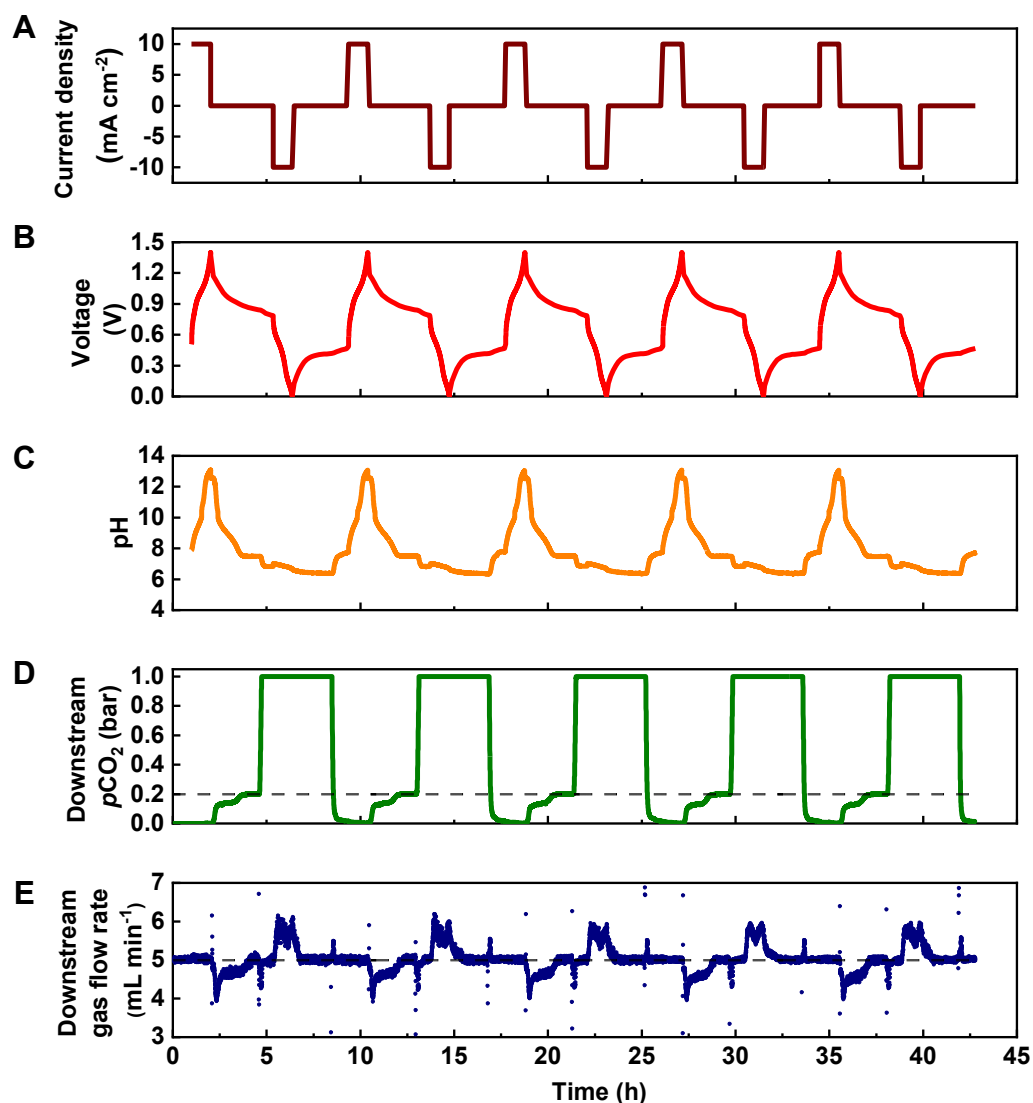 A
Current density
(mA cm⁻²)
10
5
0
-5
-10
B
Voltage
(V)
1.5
1.2
0.9
0.6
0.3
0.0
C
pH
14
12
10
8
6
4
D
Downstream
pCO₂ (bar)
1.0
0.8
0.6
0.4
0.2
0.0
E
Downstream
gas flow rate
(mL min⁻¹)
7
6
5
4
3
0 5 10 15 20 25 30 35 40 45
Time (h)